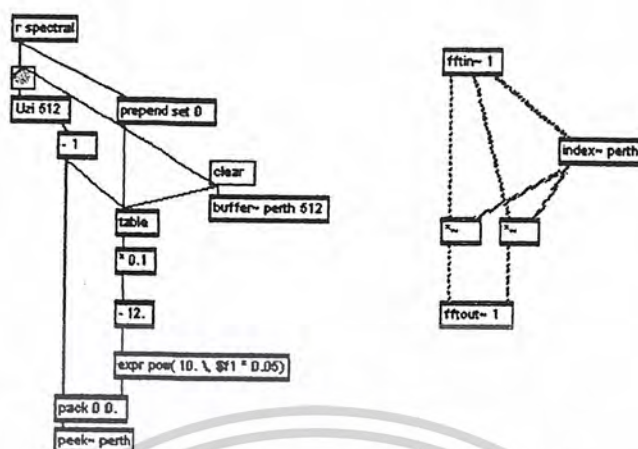 r spectral
Uzi 512
prepend set 0
- 1
clear
buffer~ perth 512
table
* 0.1
- 12.
expr pow( 10. \, $f1 * 0.05)
pack 0 0.
peek~ perth
fftin~ 1
index~ perth
*~
*~
fftout~ 1